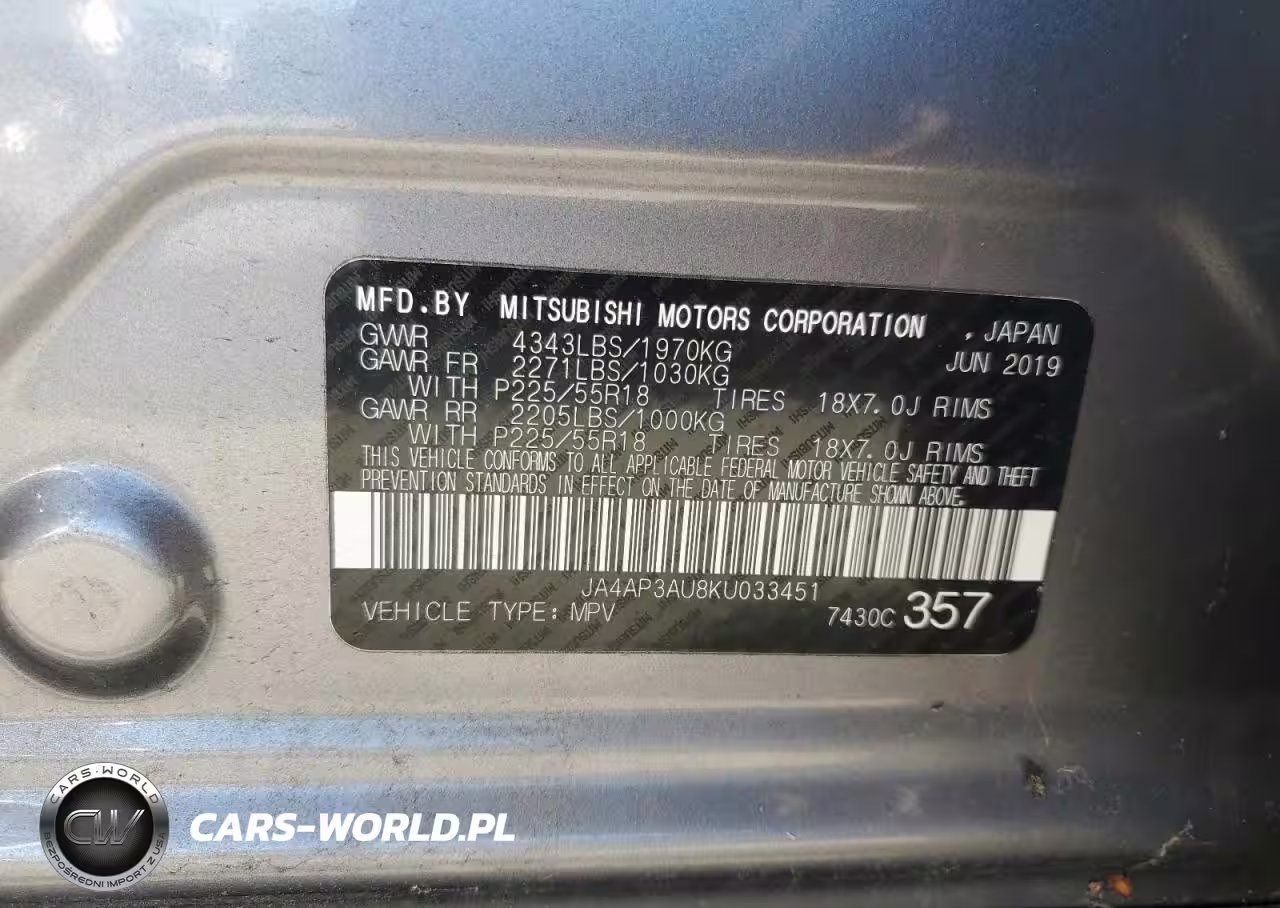 MFD.BY MITSUBISHI MOTORS CORPORATION , JAPAN
GVWR 4343LBS/1970KG JUN 2019
GAWR FR 2271LBS/1030KG
WITH P225/55R18 TIRES 18X7.0J RIMS
GAWR RR 2205LBS/1000KG
WITH P225/55R18 TIRES 18X7.0J RIMS
THIS VEHICLE CONFORMS TO ALL APPLICABLE FEDERAL MOTOR VEHICLE SAFETY AND THEFT
PREVENTION STANDARDS IN EFFECT ON THE DATE OF MANUFACTURE SHOWN ABOVE.
JA4AP3AU8KU033451
VEHICLE TYPE: MPV 7430C 357
CARS-WORLD
CW
BEZPOŚREDNI IMPORT Z USA
CARS-WORLD.PL